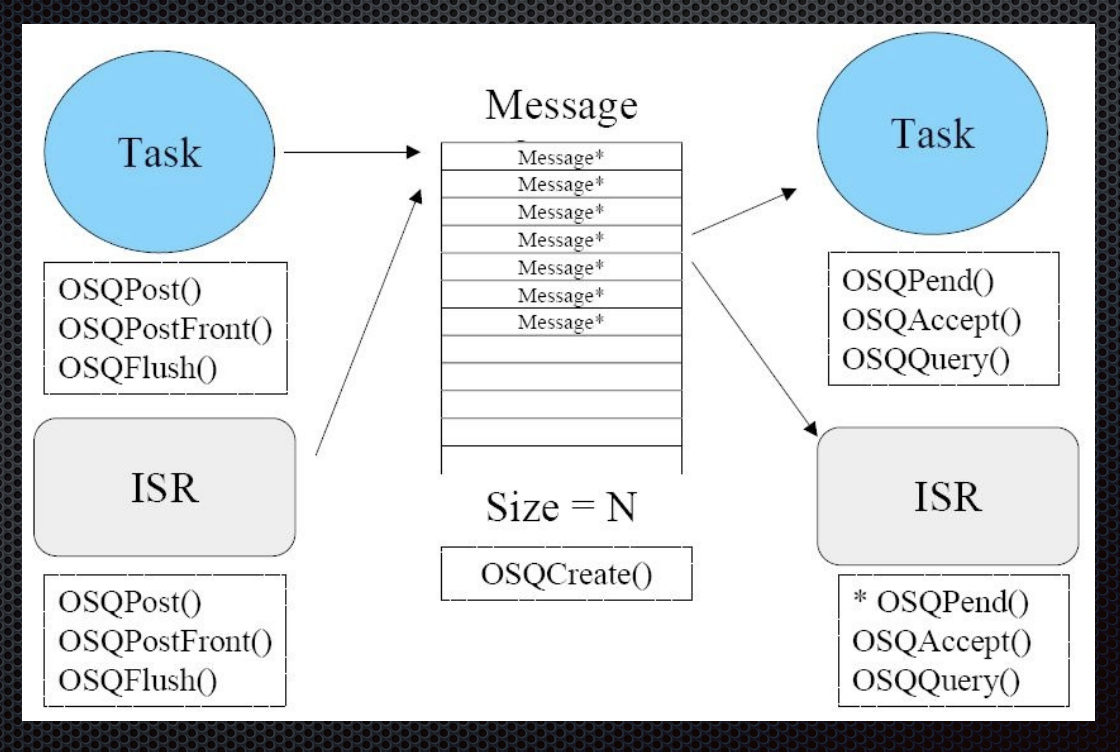 Task
OSQPost()
OSQPostFront()
OSQFlush()
ISR
OSQPost()
OSQPostFront()
OSQFlush()
Message
Message*
Message*
Message*
Message*
Message*
Message*
Message*
Size = N
OSQCreate()
Task
OSQPend()
OSQAccept()
OSQQuery()
ISR
* OSQPend()
OSQAccept()
OSQQuery()